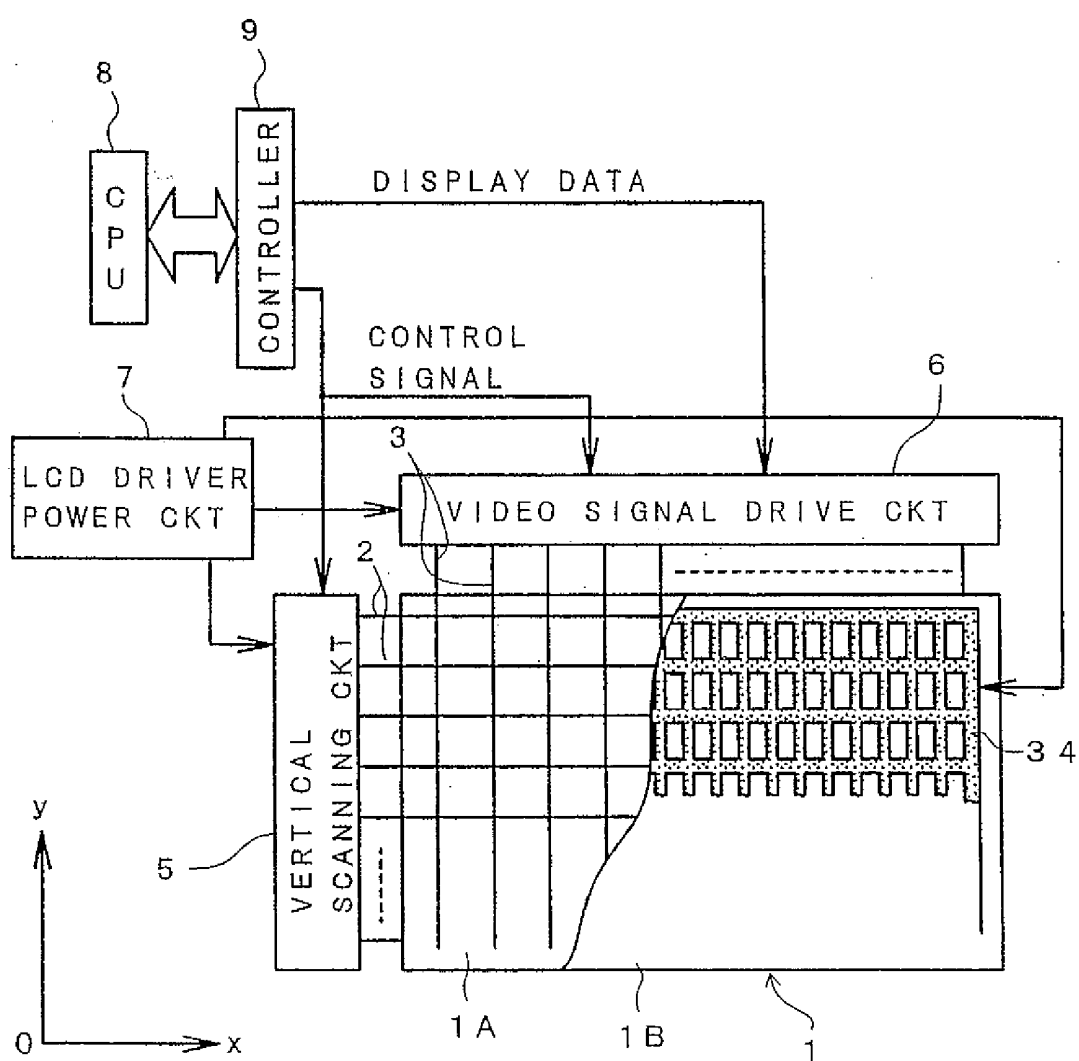 9
8
CPU
CONTROLLER
DISPLAY DATA
CONTROL
SIGNAL
7
6
3
LCD DRIVER
POWER CKT
VIDEO SIGNAL DRIVE CKT
2
VERTICAL
SCANNING CKT
34
y
5
0
x
1A
1B
1